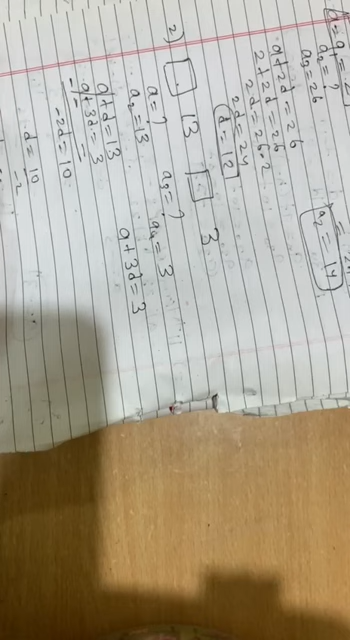 a₂ = ?
a₃ = 26
a₂ = 14
a + 2d = 26
2 + 2d = 26
2d = 26-2
2d = 24
d = 12
2) 13 3
a = ? a₃ = ?
a₂ = 13 a₄ = 3
a + d = 13 a + 3d = 3
a + 3d = 3
- - =
-2d = 10
d = 10
-2